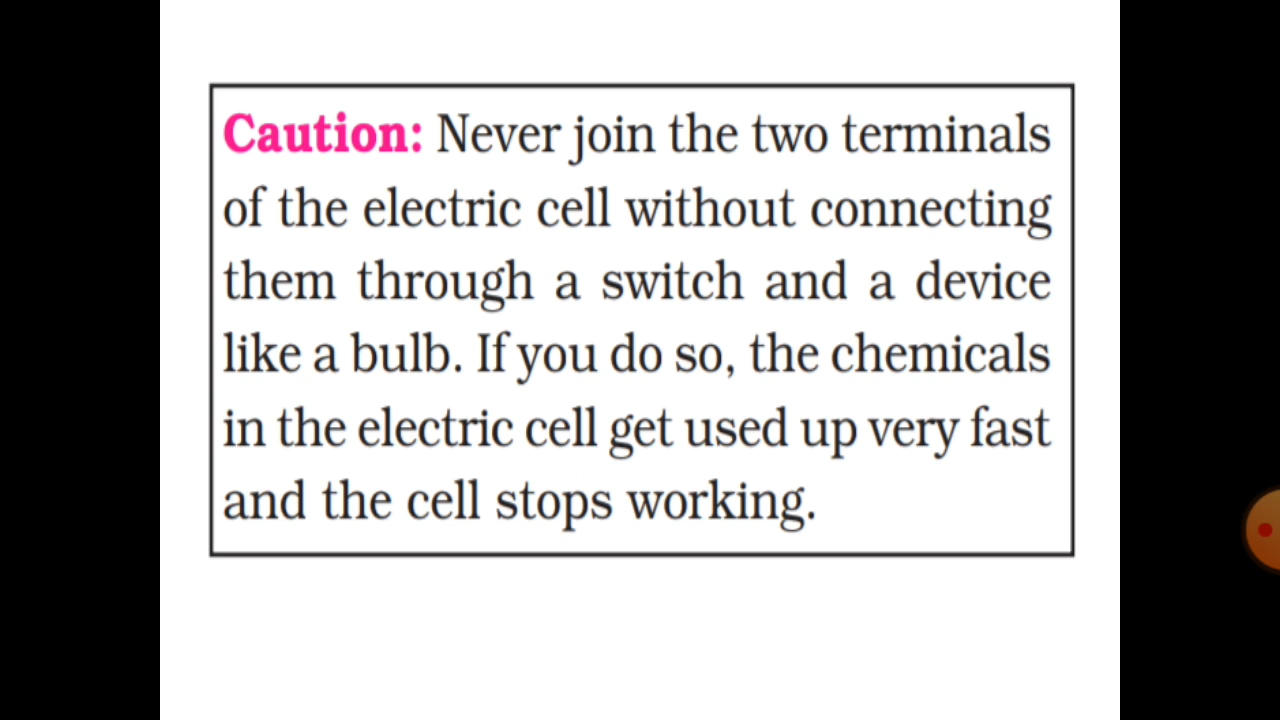 Caution: Never join the two terminals
of the electric cell without connecting
them through a switch and a device
like a bulb. If you do so, the chemicals
in the electric cell get used up very fast
and the cell stops working.